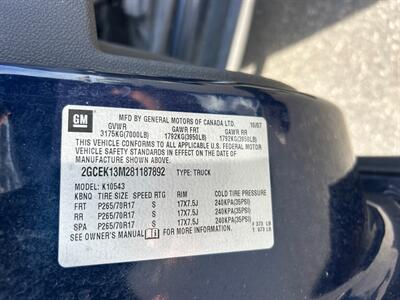 GM
MFD BY GENERAL MOTORS OF CANADA LTD. 10/07
GVWR GAWR FRT GAWR RR
3175KG(7000LB) 1792KG(3950LB) 1792KG(3950LB)
THIS VEHICLE CONFORMS TO ALL APPLICABLE U.S. FEDERAL MOTOR
VEHICLE SAFETY STANDARDS IN EFFECT ON THE DATE OF
MANUFACTURE SHOWN ABOVE.
2GCEK13M281187892 TYPE: TRUCK
MODEL: K10543
KBNQ TIRE SIZE SPEED RTG RIM COLD TIRE PRESSURE
FRT P265/70R17 S 17X7.5J 240KPA(35PSI)
RR P265/70R17 S 17X7.5J 240KPA(35PSI)
SPA P265/70R17 S 17X7.5J 240KPA(35PSI)
SEE OWNER'S MANUAL FOR MORE INFORMATION.
F 373 LB
T 673 LB